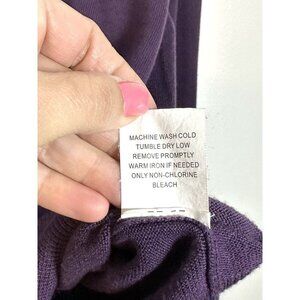 MACHINE WASH COLD
TUMBLE DRY LOW
REMOVE PROMPTLY
WARM IRON IF NEEDED
ONLY NON-CHLORINE
BLEACH